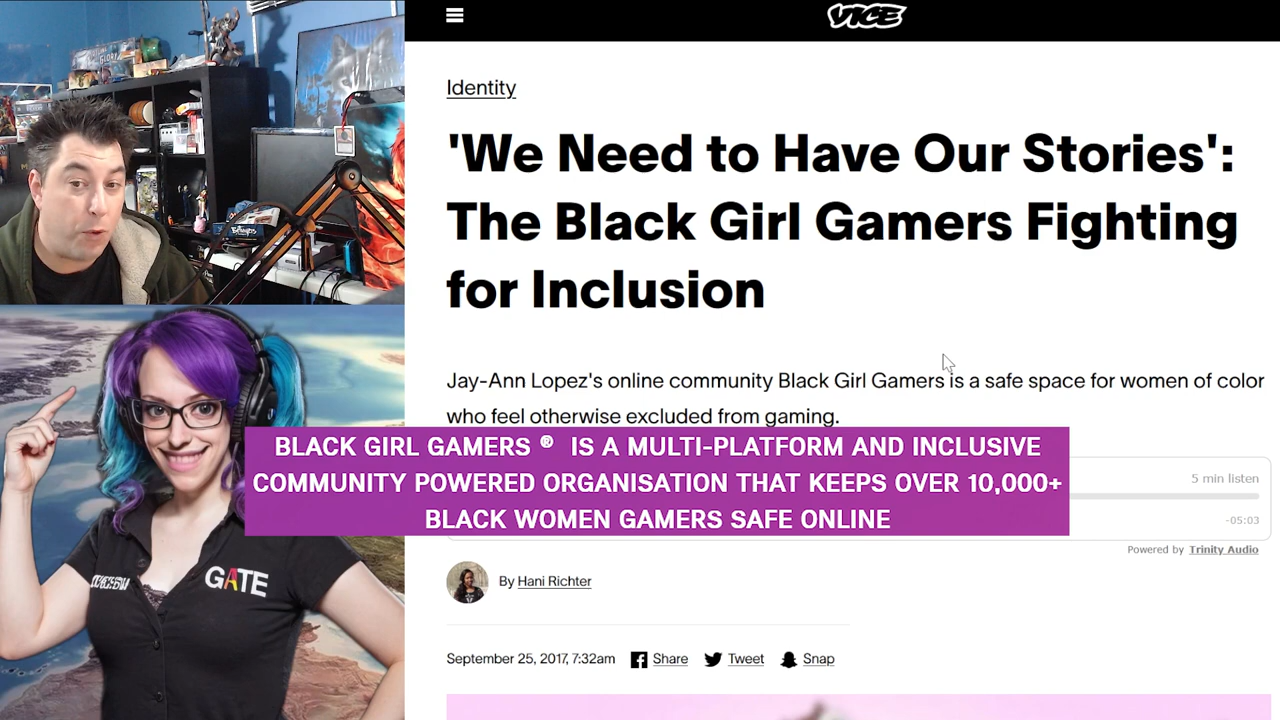 VICE
Identity
'We Need to Have Our Stories':
The Black Girl Gamers Fighting
for Inclusion
Jay-Ann Lopez's online community Black Girl Gamers is a safe space for women of color
who feel otherwise excluded from gaming.
BLACK GIRL GAMERS ® IS A MULTI-PLATFORM AND INCLUSIVE
COMMUNITY POWERED ORGANISATION THAT KEEPS OVER 10,000+
BLACK WOMEN GAMERS SAFE ONLINE
5 min listen
-05:03
Powered by Trinity Audio
By Hani Richter
September 25, 2017, 7:32am Share Tweet Snap
GATE